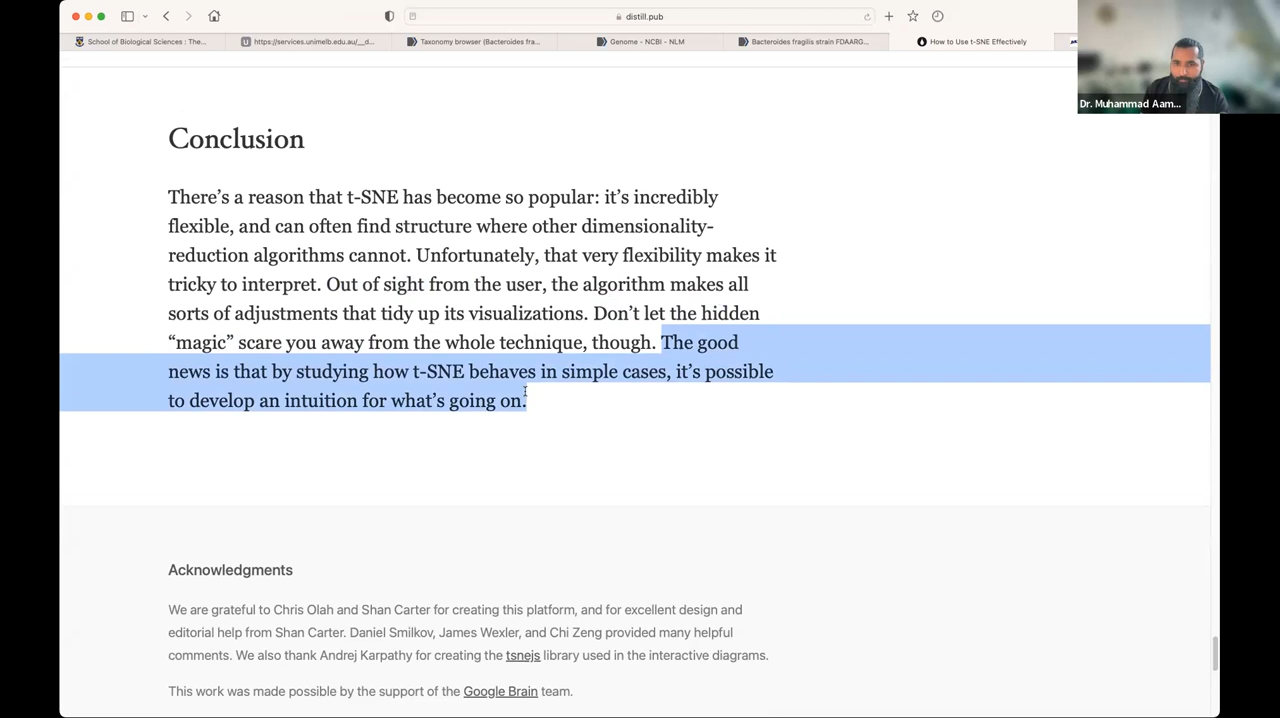 distill.pub
School of Biological Sciences : The...
https://services.unimelb.edu.au/__d...
Taxonomy browser (Bacteroides fra...
Genome - NCBI - NLM
Bacteroides fragilis strain FDAARG...
How to Use t-SNE Effectively
Dr. Muhammad Aam...
Conclusion
There’s a reason that t-SNE has become so popular: it’s incredibly
flexible, and can often find structure where other dimensionality-
reduction algorithms cannot. Unfortunately, that very flexibility makes it
tricky to interpret. Out of sight from the user, the algorithm makes all
sorts of adjustments that tidy up its visualizations. Don’t let the hidden
“magic” scare you away from the whole technique, though. The good
news is that by studying how t-SNE behaves in simple cases, it’s possible
to develop an intuition for what’s going on.
Acknowledgments
We are grateful to Chris Olah and Shan Carter for creating this platform, and for excellent design and
editorial help from Shan Carter. Daniel Smilkov, James Wexler, and Chi Zeng provided many helpful
comments. We also thank Andrej Karpathy for creating the tsnejs library used in the interactive diagrams.
This work was made possible by the support of the Google Brain team.